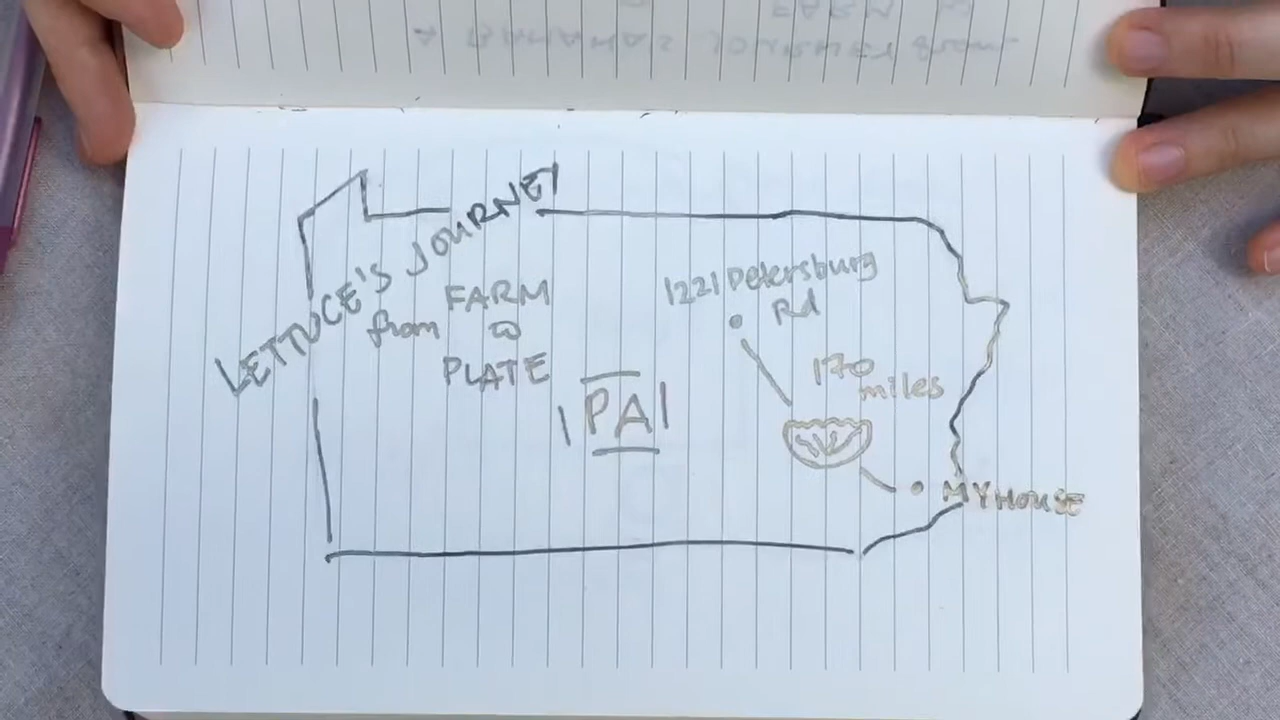 LETTUCE'S JOURNEY
from FARM
to
PLATE
PA
1221 Petersburg
Rd
170
miles
MY HOUSE